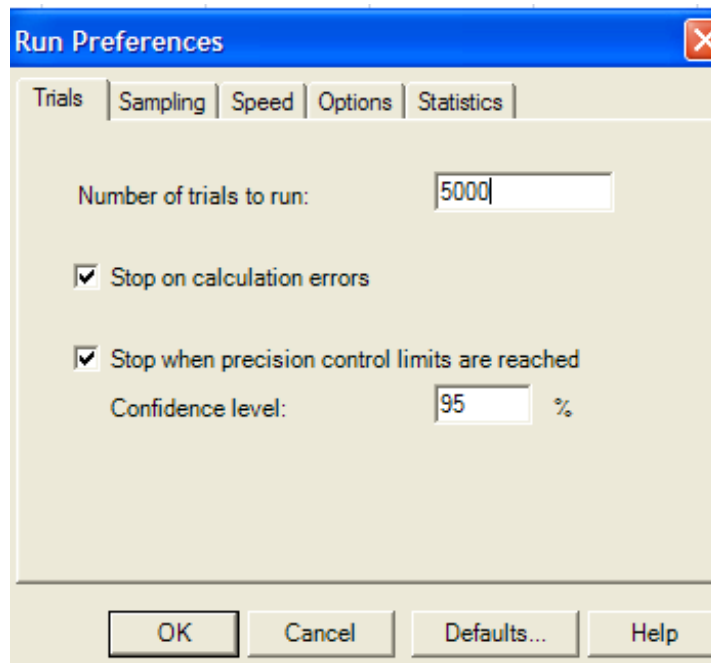 Run Preferences
Trials Sampling Speed Options Statistics
Number of trials to run: 5000
Stop on calculation errors
Stop when precision control limits are reached
Confidence level: 95 %
OK Cancel Defaults... Help